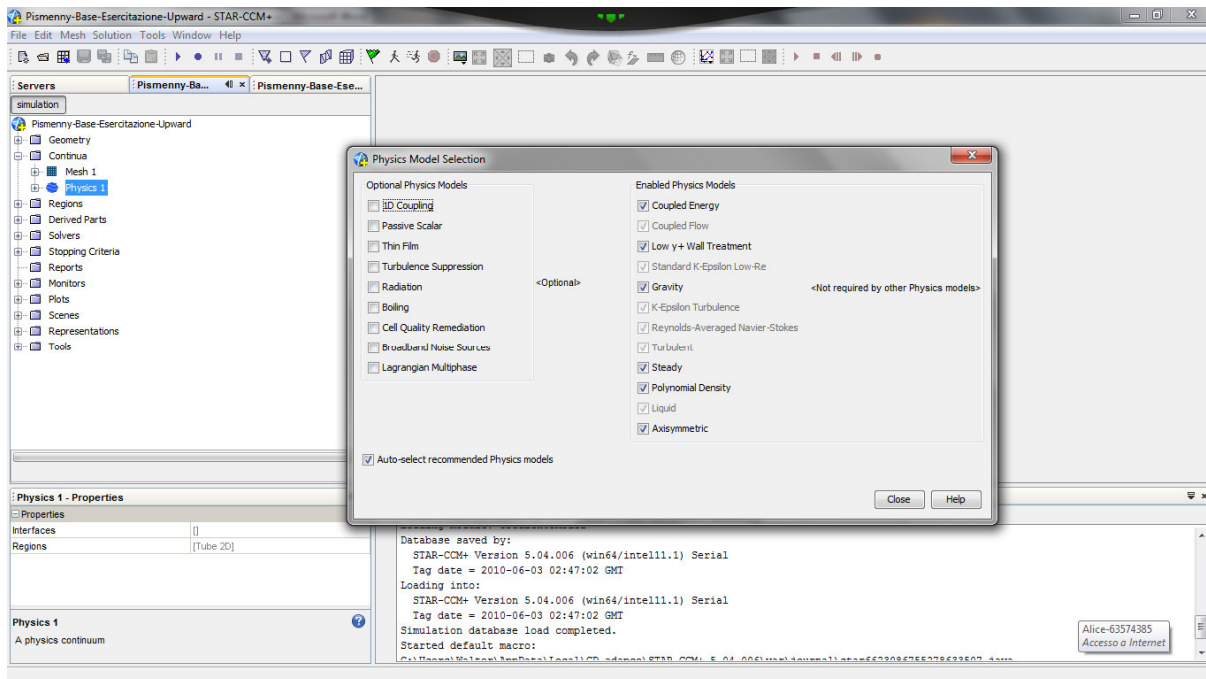 Pismenny-Base-Esercitazione-Upward - STAR-CCM+
File Edit Mesh Solution Tools Window Help
Servers
Pismenny-Ba...
Pismenny-Base-Ese...
simulation
Pismenny-Base-Esercitazione-Upward
Geometry
Continua
Mesh 1
Physics 1
Regions
Derived Parts
Solvers
Stopping Criteria
Reports
Monitors
Plots
Scenes
Representations
Tools
Physics Model Selection
Optional Physics Models
1D Coupling
Passive Scalar
Thin Film
Turbulence Suppression
Radiation
Boiling
Cell Quality Remediation
Broadband Noise Sources
Lagrangian Multiphase
<Optional>
Enabled Physics Models
Coupled Energy
Coupled Flow
Low y+ Wall Treatment
Standard K-Epsilon Low-Re
Gravity
K-Epsilon Turbulence
Reynolds-Averaged Navier-Stokes
Turbulent
Steady
Polynomial Density
Liquid
Axisymmetric
<Not required by other Physics models>
Auto-select recommended Physics models
Close Help
Physics 1 - Properties
Properties
Interfaces []
Regions [Tube 2D]
Physics 1
A physics continuum
Database saved by:
STAR-CCM+ Version 5.04.006 (win64/intel11.1) Serial
Tag date = 2010-06-03 02:47:02 GMT
Loading into:
STAR-CCM+ Version 5.04.006 (win64/intel11.1) Serial
Tag date = 2010-06-03 02:47:02 GMT
Simulation database load completed.
Started default macro:
Alice-63574385
Accesso a Internet